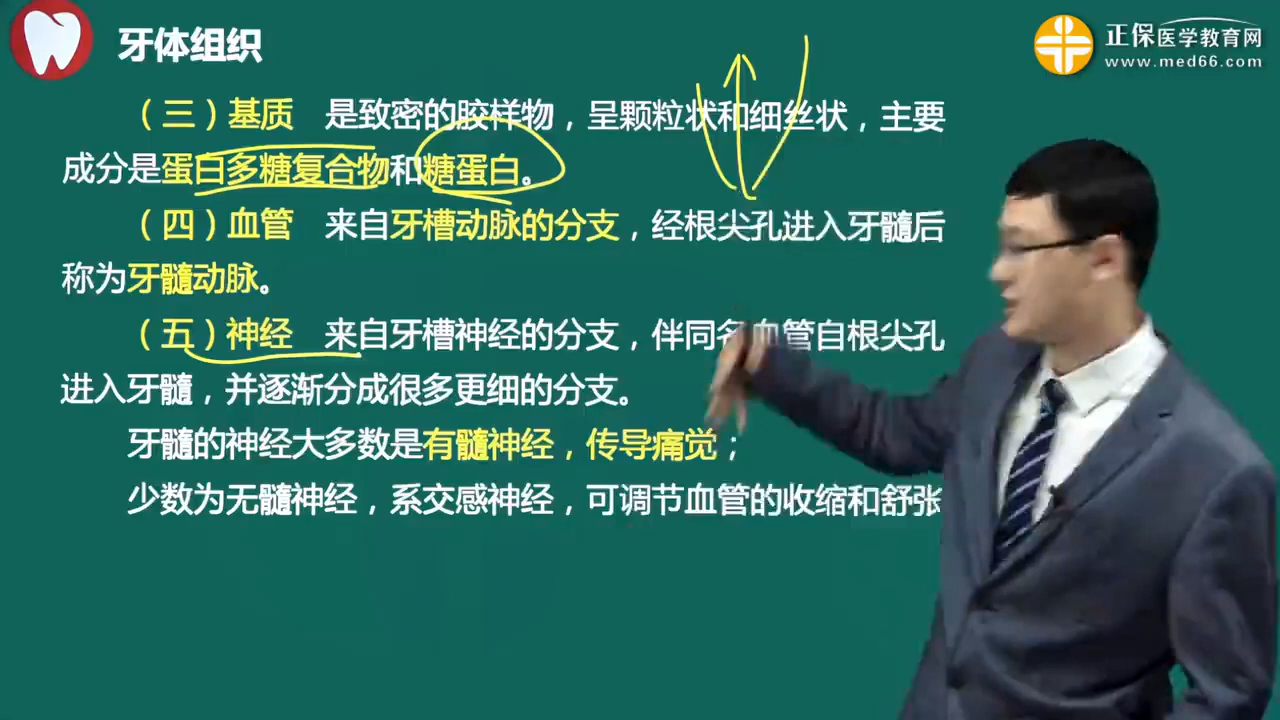 牙体组织
正保医学教育网
www.med66.com
（三）基质 是致密的胶样物，呈颗粒状和细丝状，主要
成分是蛋白多糖复合物和糖蛋白。
（四）血管 来自牙槽动脉的分支，经根尖孔进入牙髓后
称为牙髓动脉。
（五）神经 来自牙槽神经的分支，伴同名血管自根尖孔
进入牙髓，并逐渐分成很多更细的分支。
牙髓的神经大多数是有髓神经，传导痛觉；
少数为无髓神经，系交感神经，可调节血管的收缩和舒张